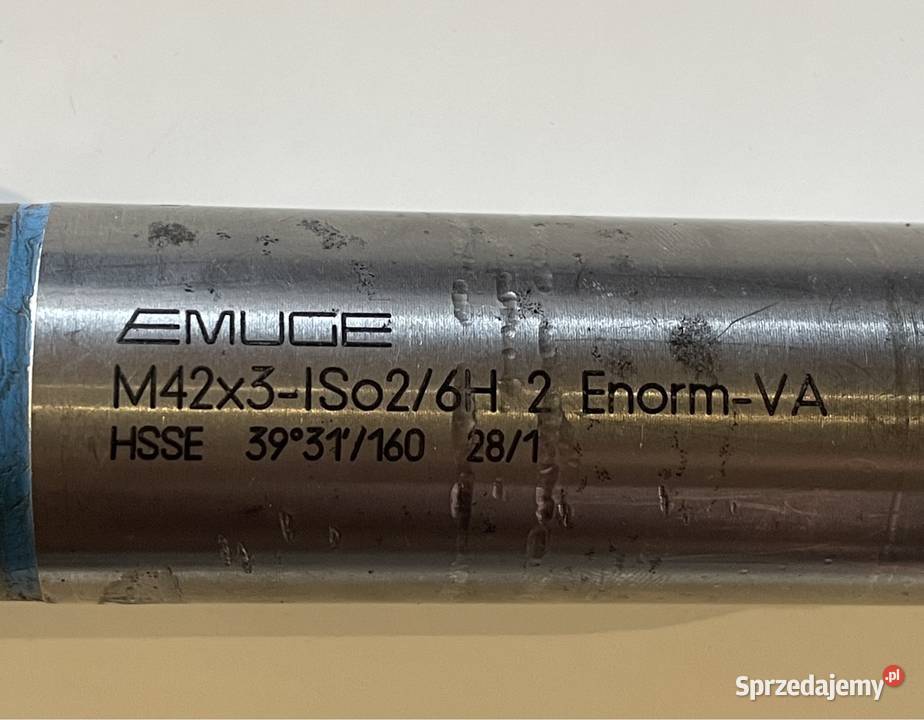 EMUGE
M42x3-ISo2/6H 2 Enorm-VA
HSSE 39°31'/160 28/1
Sprzedajemy.pl